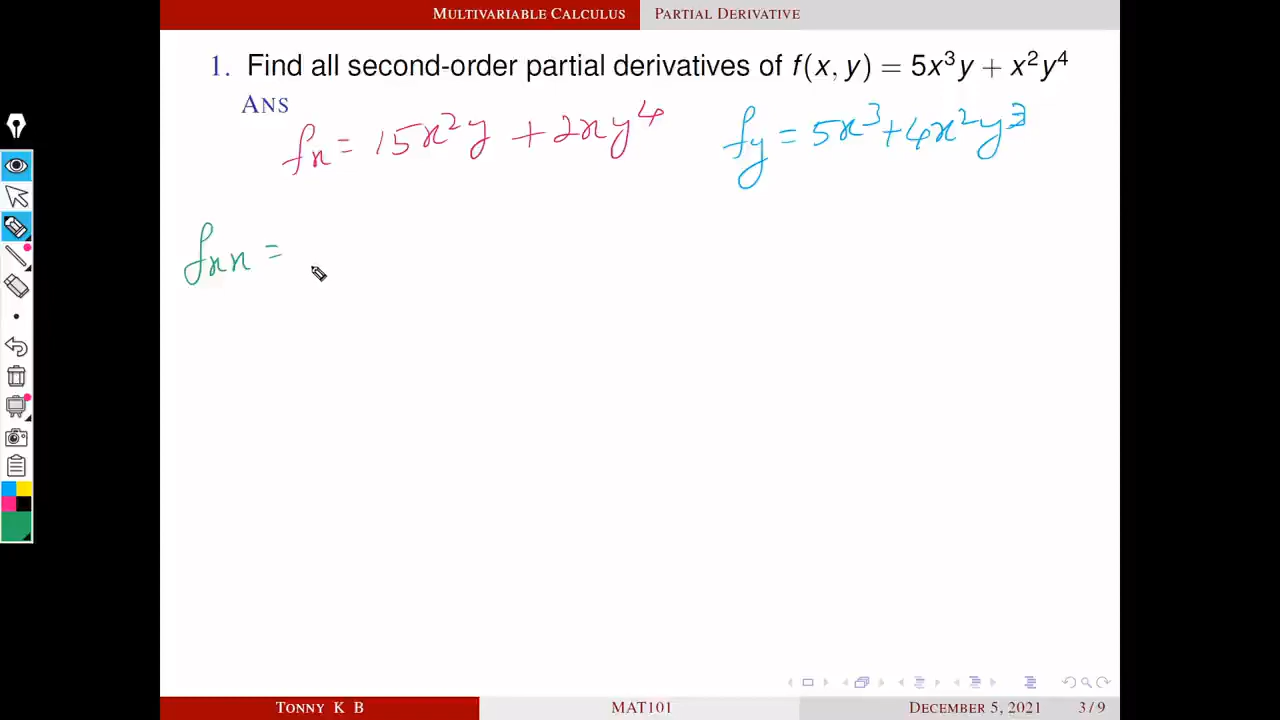 MULTIVARIABLE CALCULUS PARTIAL DERIVATIVE
1. Find all second-order partial derivatives of f(x, y) = 5x³y + x²y⁴
ANS
fx = 15x²y + 2xy⁴ fy = 5x³ + 4x²y³
fxx =
TONNY K B MAT101 DECEMBER 5, 2021 3 / 9